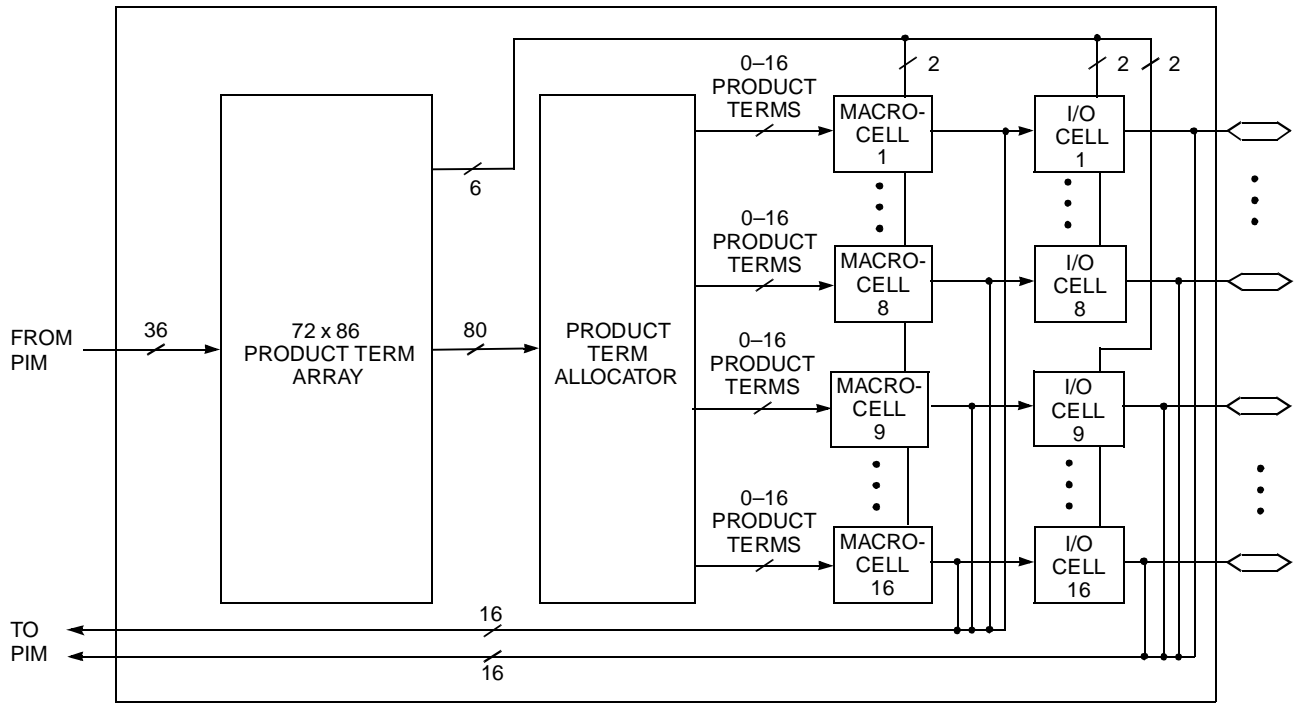 0–16
PRODUCT
TERMS
2
2
2
MACRO-
CELL
1
I/O
CELL
1
6
0–16
PRODUCT
TERMS
MACRO-
CELL
8
I/O
CELL
8
FROM
PIM
36
72 x 86
PRODUCT TERM
ARRAY
80
PRODUCT
TERM
ALLOCATOR
0–16
PRODUCT
TERMS
MACRO-
CELL
9
I/O
CELL
9
0–16
PRODUCT
TERMS
MACRO-
CELL
16
I/O
CELL
16
TO
PIM
16
16